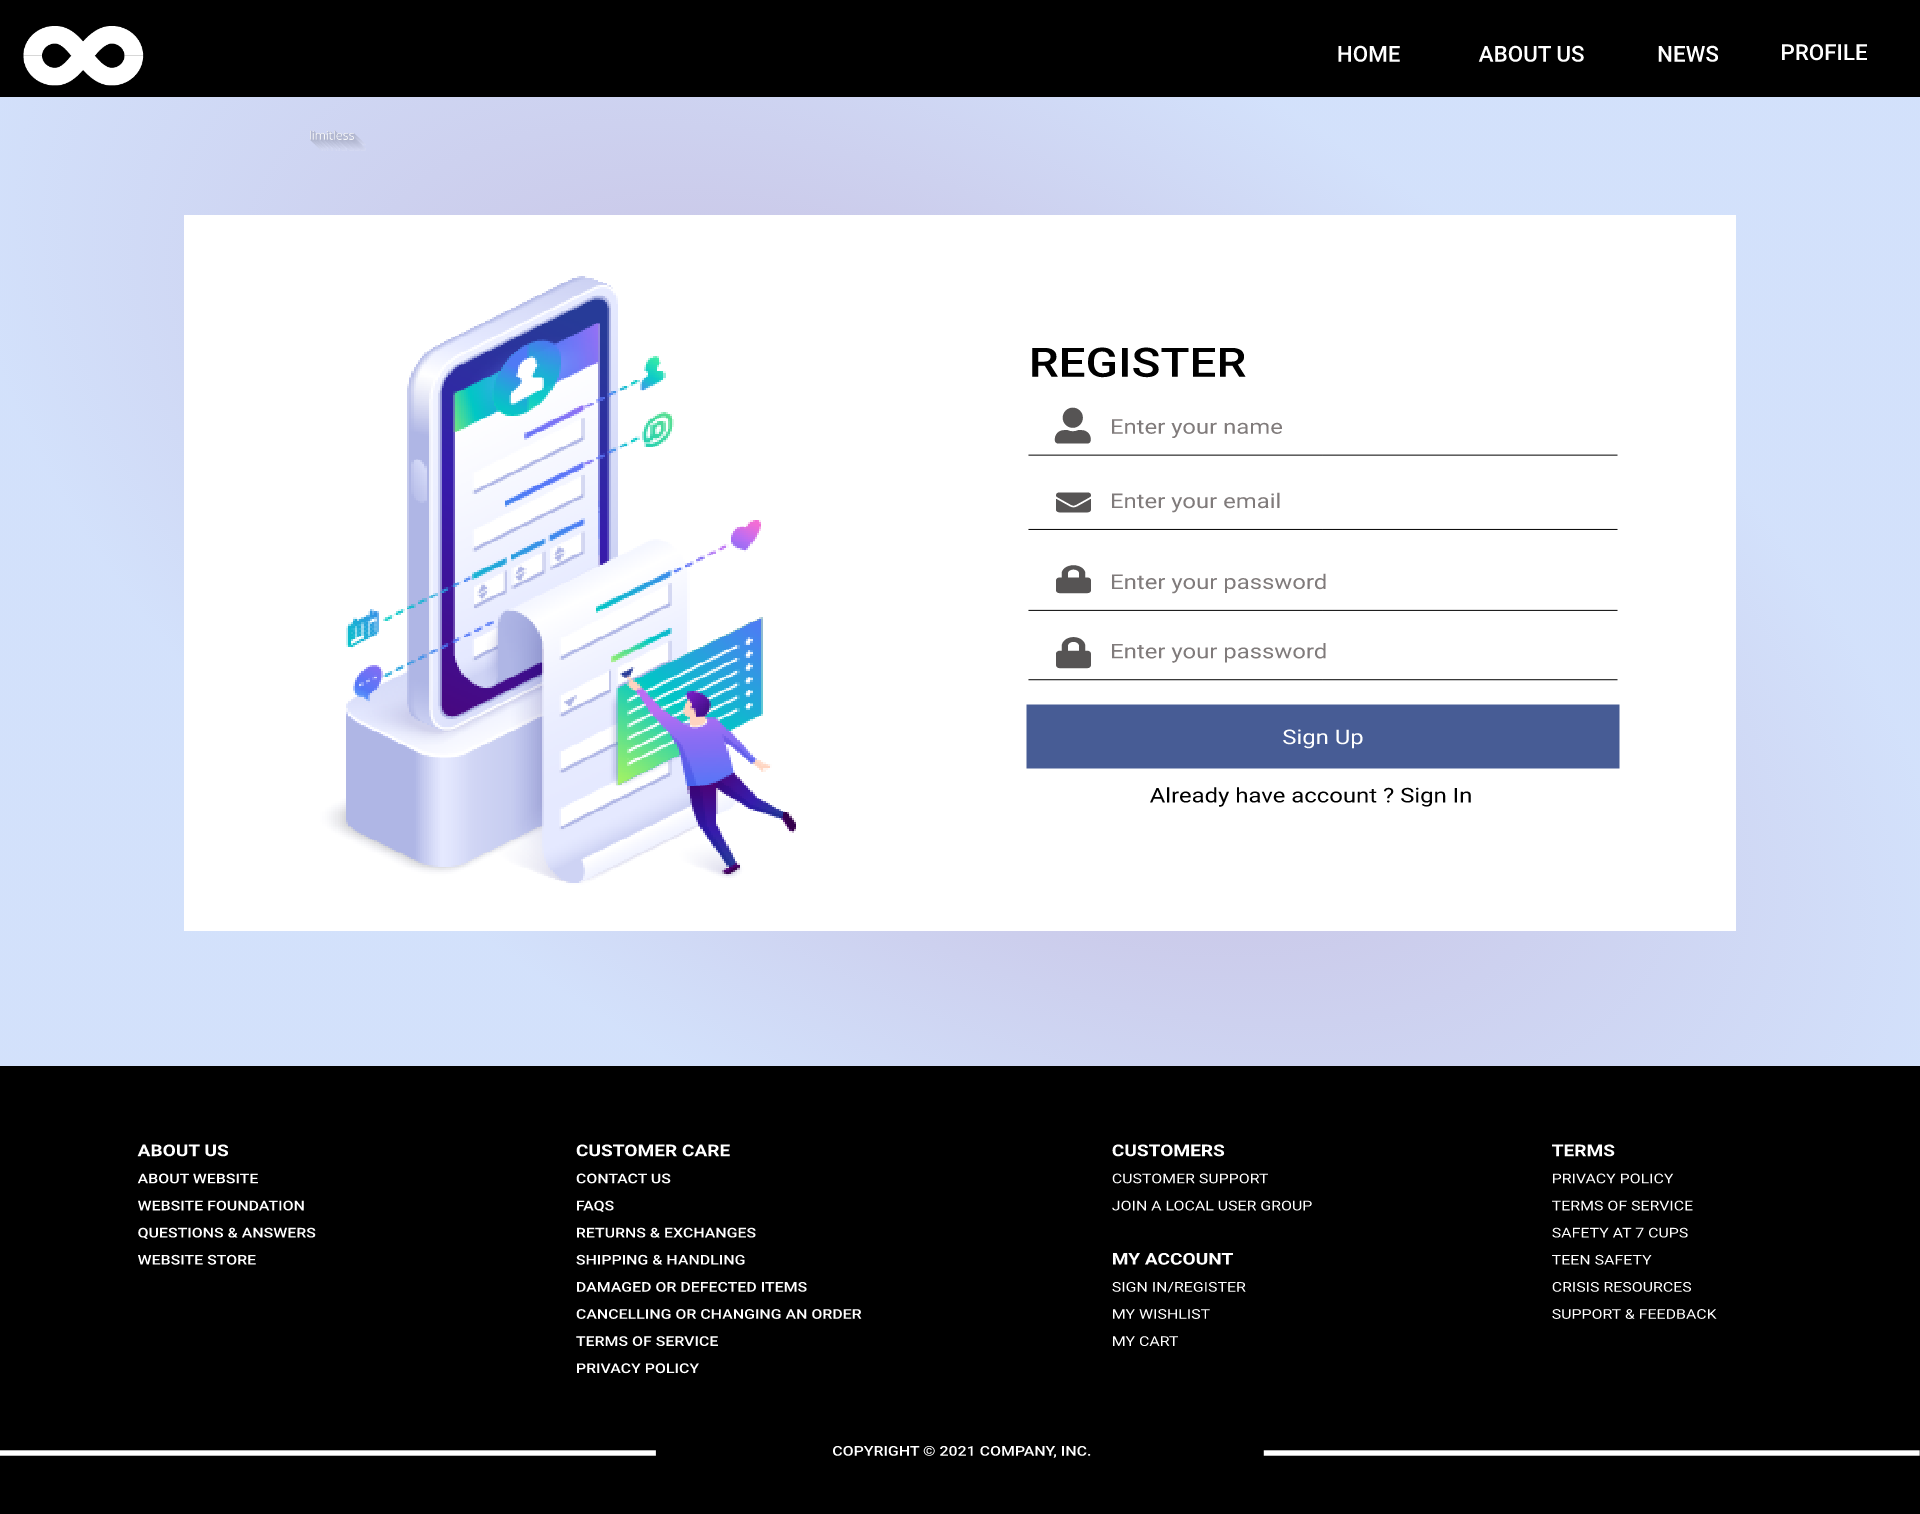 HOME ABOUT US NEWS PROFILE
limitless
REGISTER
Enter your name
Enter your email
Enter your password
Enter your password
Sign Up
Already have account ? Sign In
ABOUT US
ABOUT WEBSITE
WEBSITE FOUNDATION
QUESTIONS & ANSWERS
WEBSITE STORE
CUSTOMER CARE
CONTACT US
FAQS
RETURNS & EXCHANGES
SHIPPING & HANDLING
DAMAGED OR DEFECTED ITEMS
CANCELLING OR CHANGING AN ORDER
TERMS OF SERVICE
PRIVACY POLICY
CUSTOMERS
CUSTOMER SUPPORT
JOIN A LOCAL USER GROUP
MY ACCOUNT
SIGN IN/REGISTER
MY WISHLIST
MY CART
TERMS
PRIVACY POLICY
TERMS OF SERVICE
SAFETY AT 7 CUPS
TEEN SAFETY
CRISIS RESOURCES
SUPPORT & FEEDBACK
COPYRIGHT © 2021 COMPANY, INC.